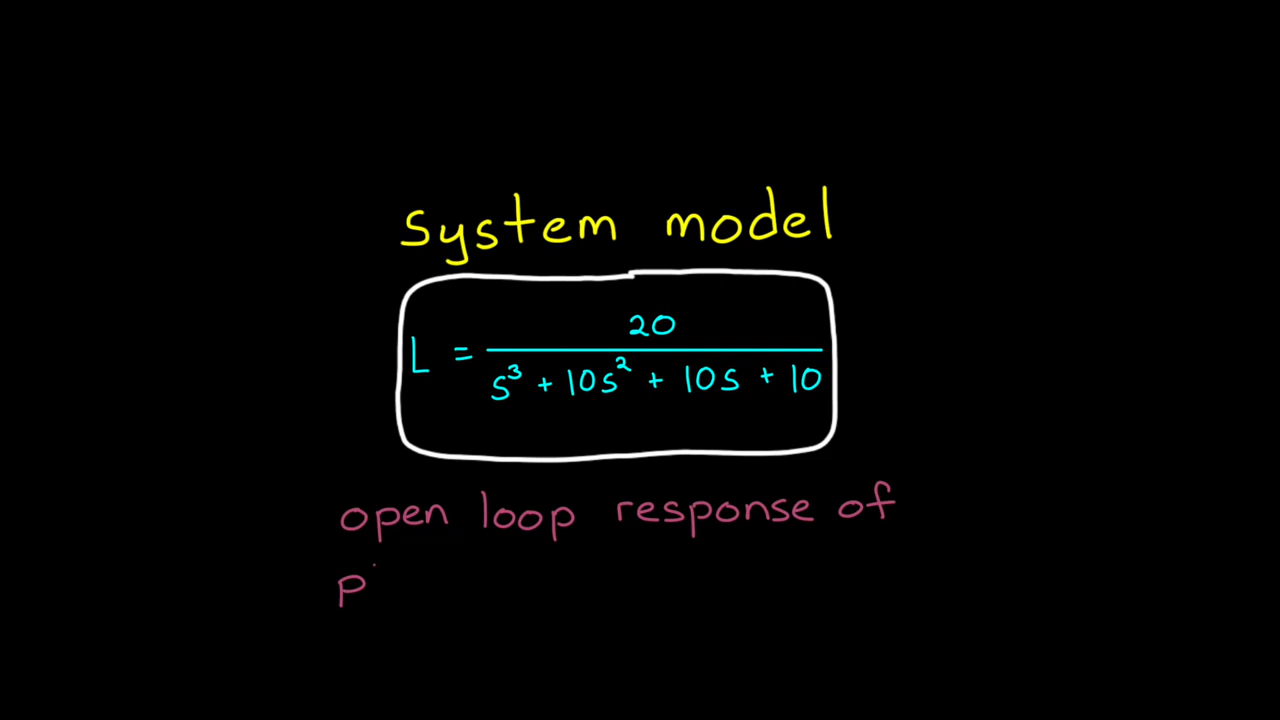 system model
L = 20 / (s³ + 10s² + 10s + 10)
open loop response of
p